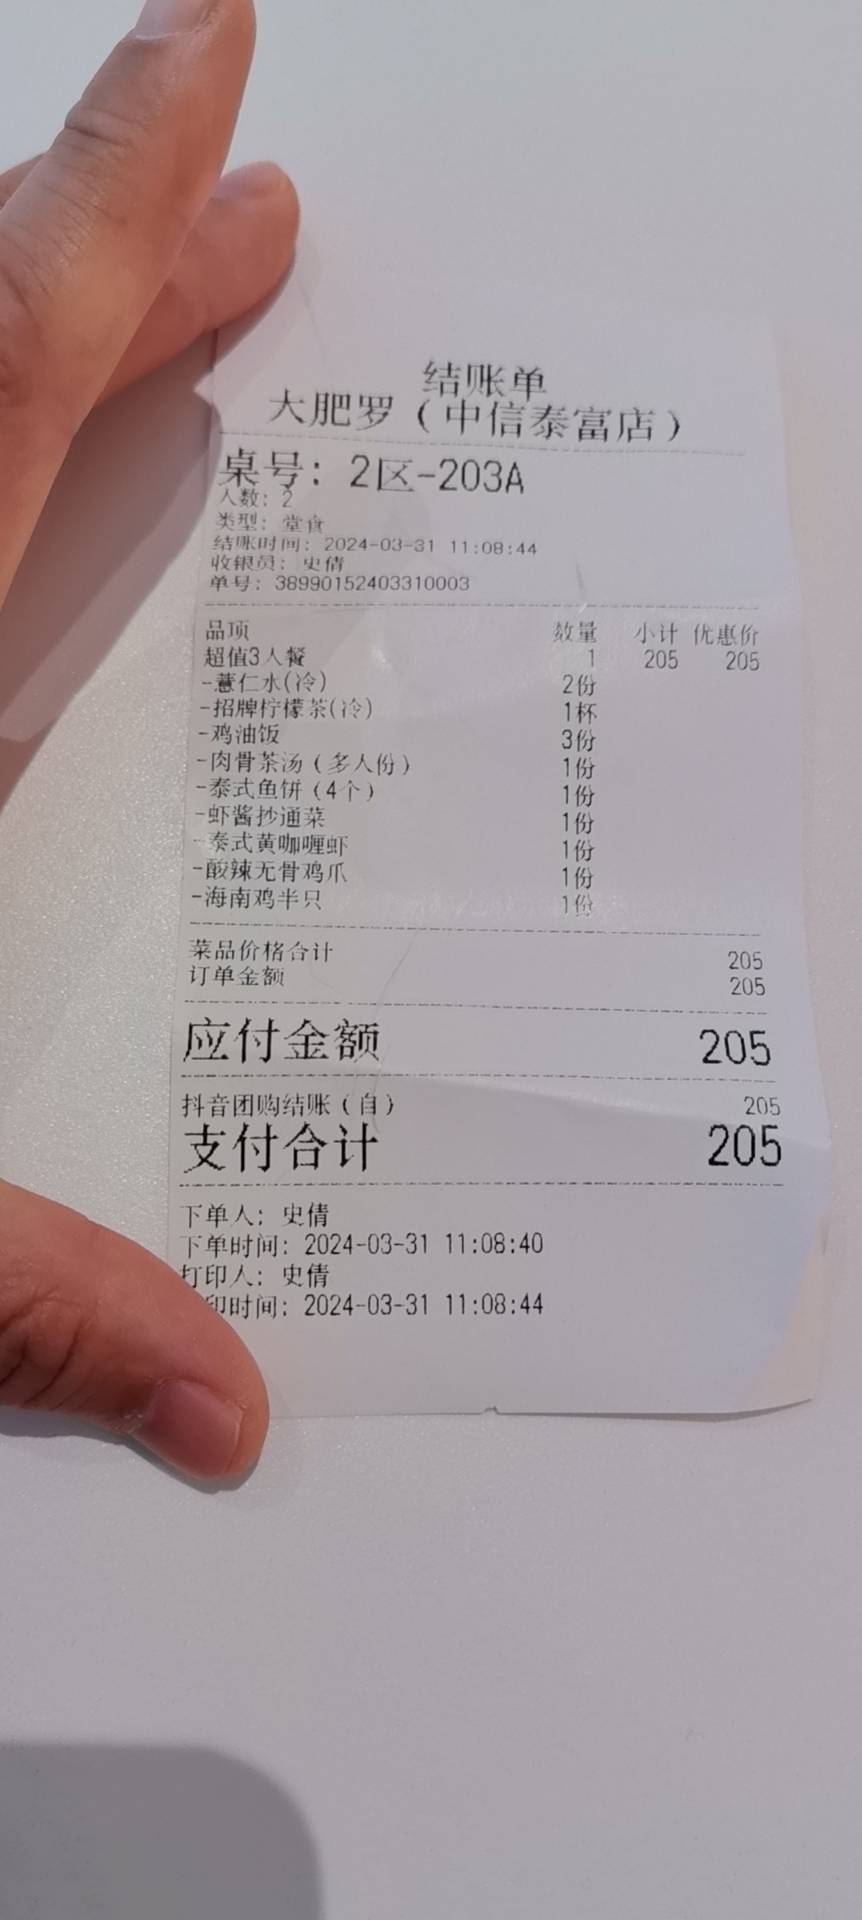 结账单
大肥罗（中信泰富店）
桌号：2区-203A
人数：2
类型：堂食
结账时间：2024-03-31 11:08:44
收银员：史倩
单号：38990152403310003
品项 数量 小计 优惠价
超值3人餐 1 205 205
-薏仁水(冷) 2份
-招牌柠檬茶(冷) 1杯
-鸡油饭 3份
-肉骨茶汤（多人份） 1份
-泰式鱼饼（4个） 1份
-虾酱抄通菜 1份
-泰式黄咖喱虾 1份
-酸辣无骨鸡爪 1份
-海南鸡半只 1份
菜品价格合计 205
订单金额 205
应付金额 205
抖音团购结账（自） 205
支付合计 205
下单人：史倩
下单时间：2024-03-31 11:08:40
打印人：史倩
印时间：2024-03-31 11:08:44